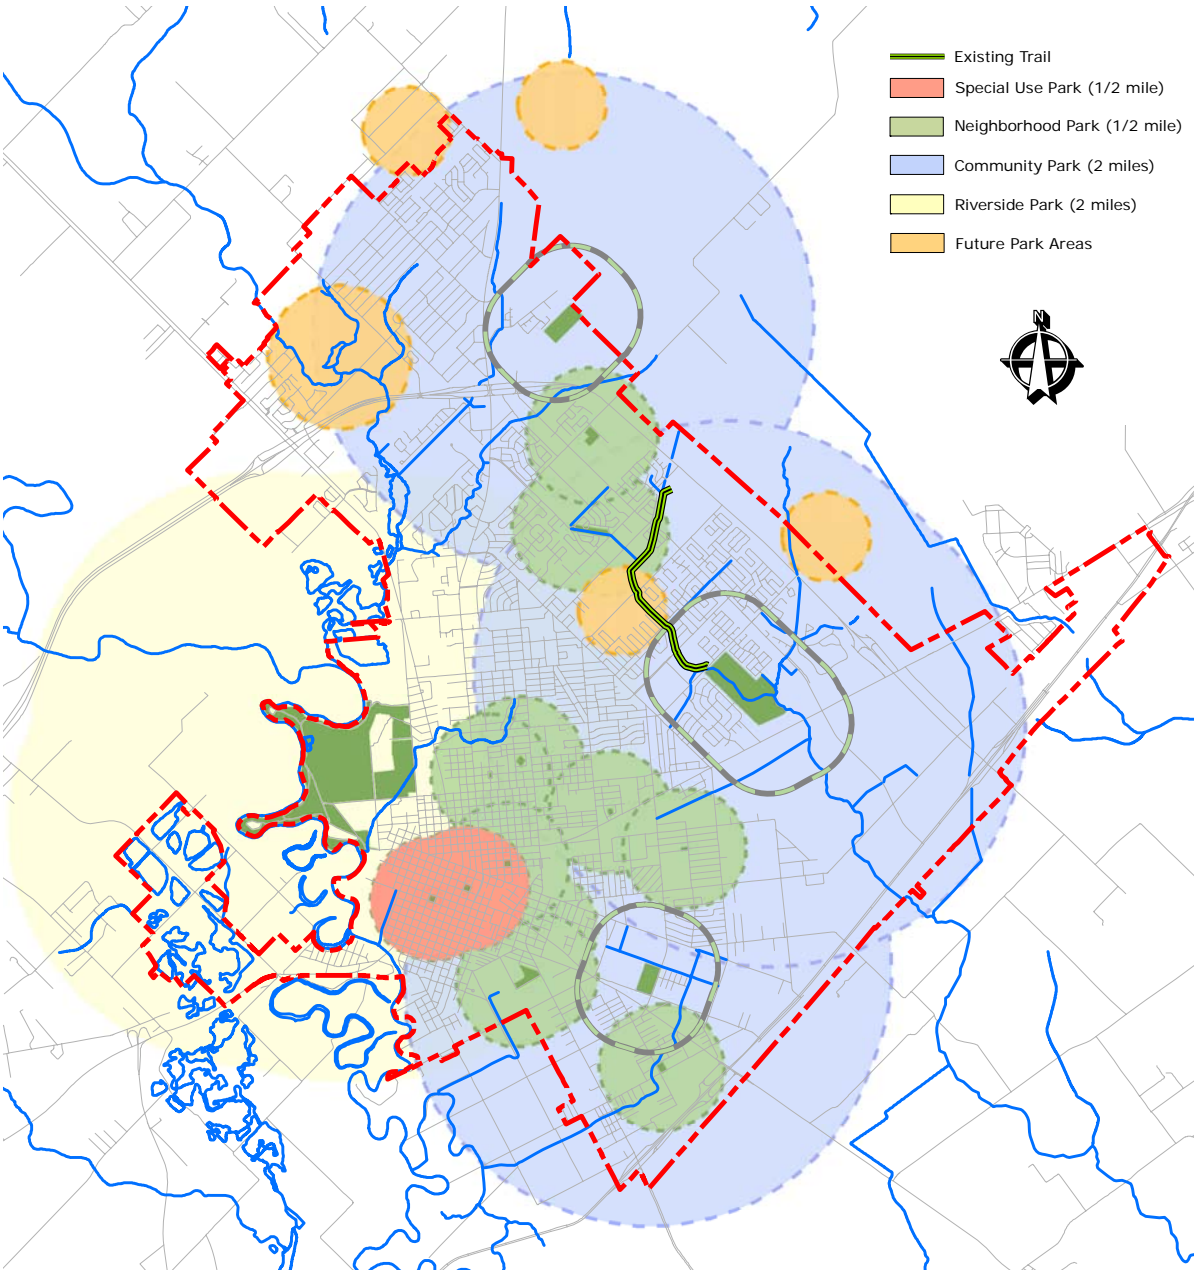 Existing Trail
Special Use Park (1/2 mile)
Neighborhood Park (1/2 mile)
Community Park (2 miles)
Riverside Park (2 miles)
Future Park Areas
N